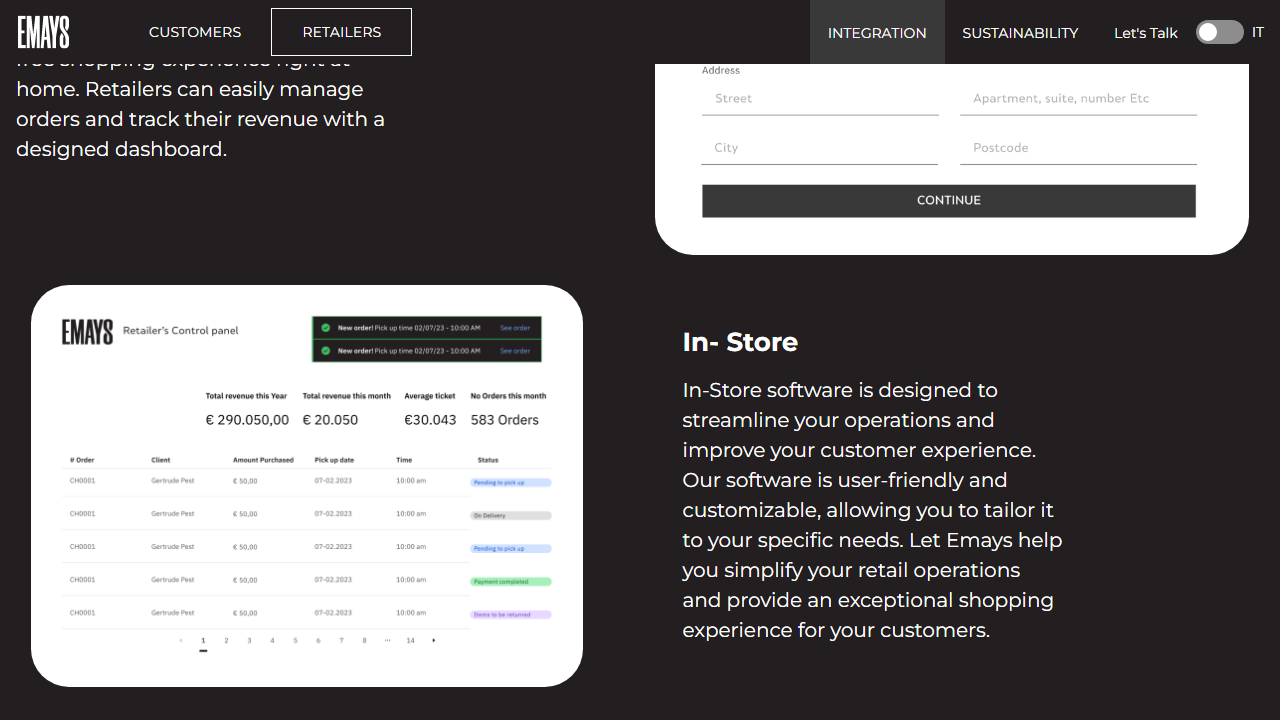 EMAYS
CUSTOMERS
RETAILERS
INTEGRATION
SUSTAINABILITY
Let's Talk
IT
free shopping experience right at
home. Retailers can easily manage
orders and track their revenue with a
designed dashboard.
Address
Street
Apartment, suite, number Etc
City
Postcode
CONTINUE
EMAYS Retailer's Control panel
New order! Pick up time 02/07/23 - 10:00 AM See order
New order! Pick up time 02/07/23 - 10:00 AM See order
Total revenue this Year Total revenue this month Average ticket No Orders this month
€ 290.050,00 € 20.050 €30.043 583 Orders
# Order Client Amount Purchased Pick up date Time Status
CH0001 Gertrude Pest € 50,00 07-02.2023 10:00 am Pending to pick up
CH0001 Gertrude Pest € 50,00 07-02.2023 10:00 am On Delivery
CH0001 Gertrude Pest € 50,00 07-02.2023 10:00 am Pending to pick up
CH0001 Gertrude Pest € 50,00 07-02.2023 10:00 am Payment completed
CH0001 Gertrude Pest € 50,00 07-02.2023 10:00 am Items to be returned
1 2 3 4 5 6 7 8 ... 14
In- Store
In-Store software is designed to
streamline your operations and
improve your customer experience.
Our software is user-friendly and
customizable, allowing you to tailor it
to your specific needs. Let Emays help
you simplify your retail operations
and provide an exceptional shopping
experience for your customers.